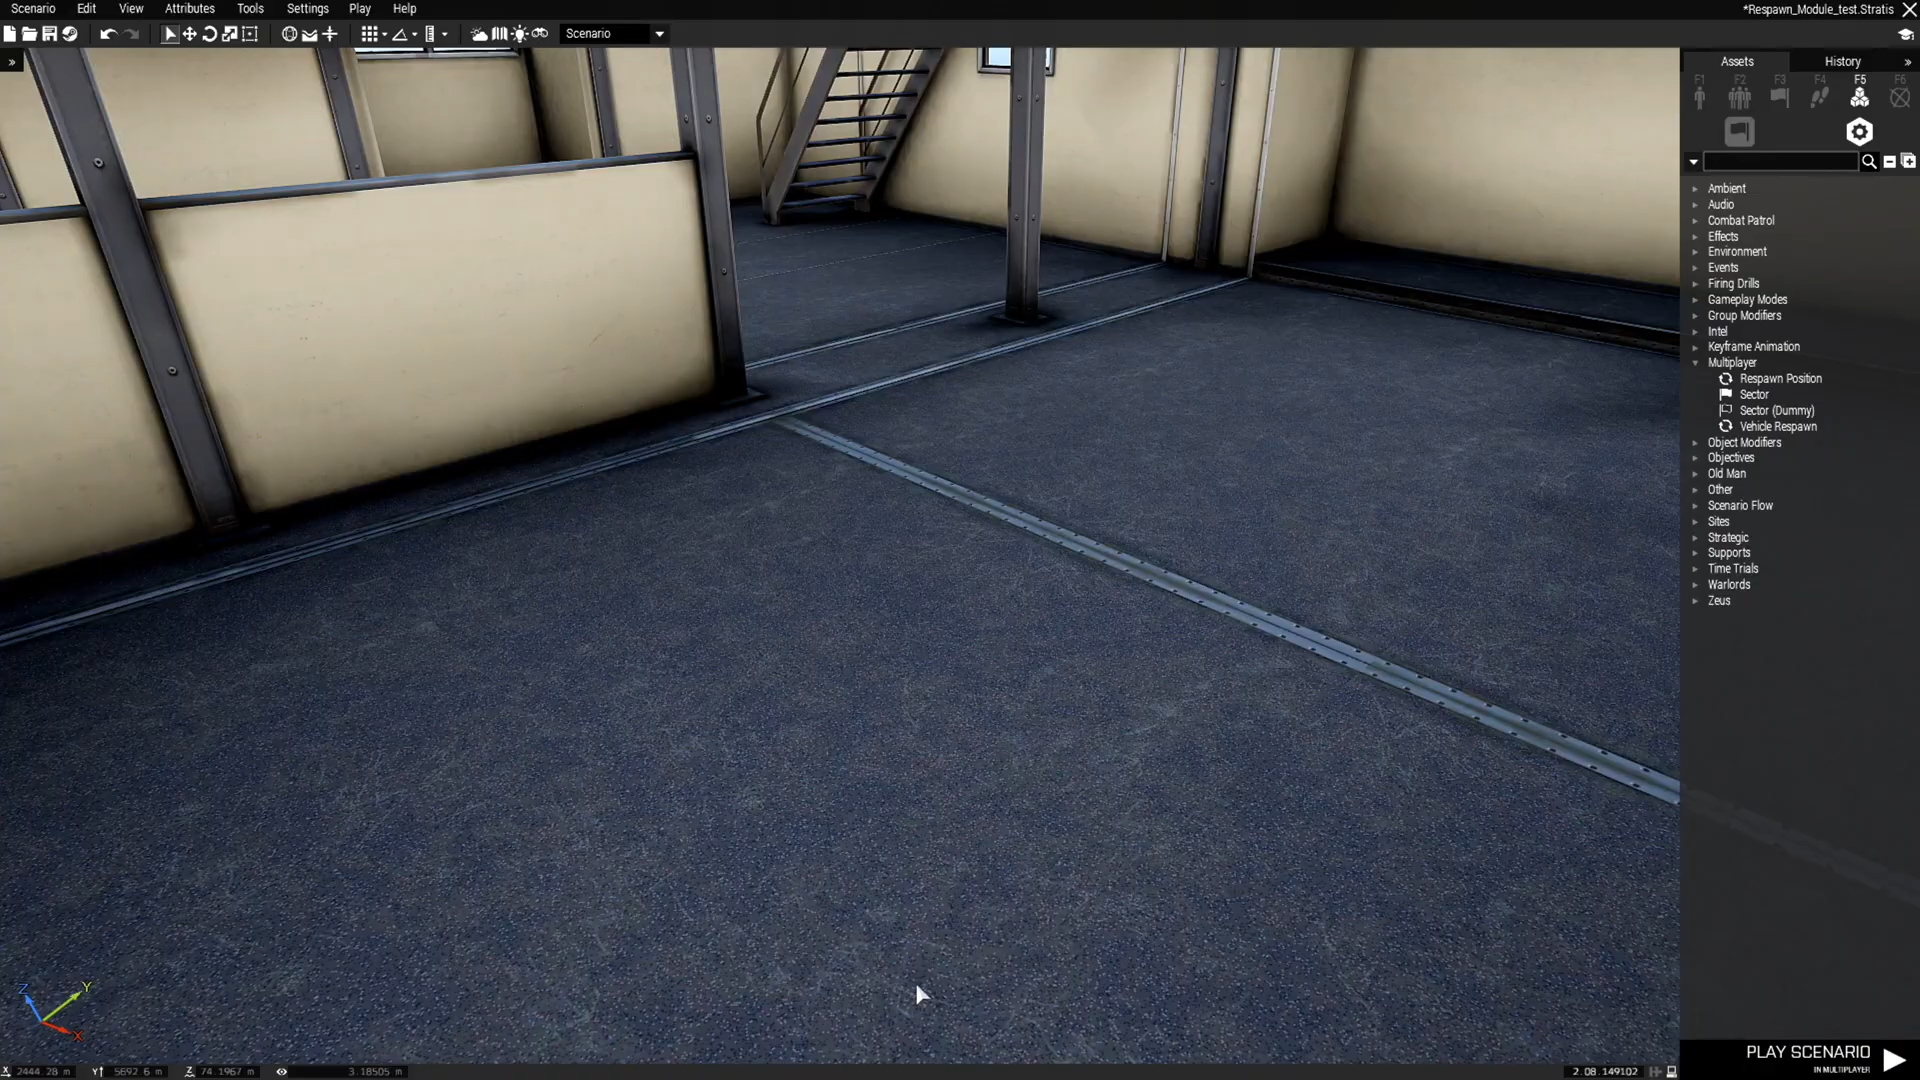 Scenario Edit View Attributes Tools Settings Play Help
*Respawn_Module_test.Stratis
Scenario
Assets History
F1 F2 F3 F4 F5 F6
Ambient
Audio
Combat Patrol
Effects
Environment
Events
Firing Drills
Gameplay Modes
Group Modifiers
Intel
Keyframe Animation
Multiplayer
Respawn Position
Sector
Sector (Dummy)
Vehicle Respawn
Object Modifiers
Objectives
Old Man
Other
Scenario Flow
Sites
Strategic
Supports
Time Trials
Warlords
Zeus
Z Y
X
PLAY SCENARIO
IN MULTIPLAYER
X 2444.28 m Y 5692.6 m Z 74.1967 m 3.18505 m 2.08.149102